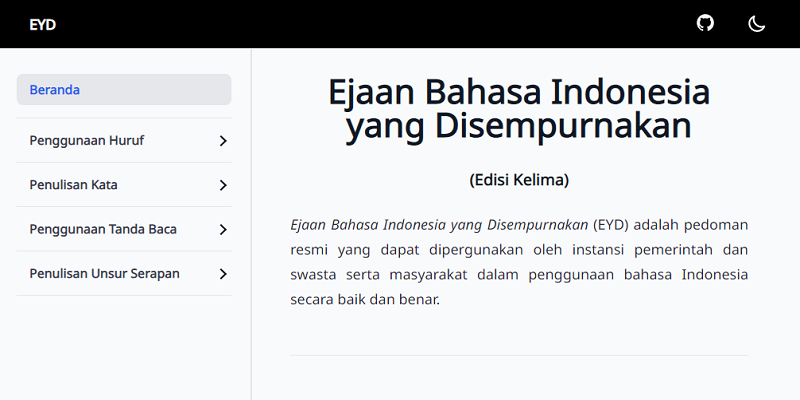 EYD
Beranda
Penggunaan Huruf
Penulisan Kata
Penggunaan Tanda Baca
Penulisan Unsur Serapan
Ejaan Bahasa Indonesia
yang Disempurnakan
(Edisi Kelima)
Ejaan Bahasa Indonesia yang Disempurnakan (EYD) adalah pedoman
resmi yang dapat dipergunakan oleh instansi pemerintah dan
swasta serta masyarakat dalam penggunaan bahasa Indonesia
secara baik dan benar.